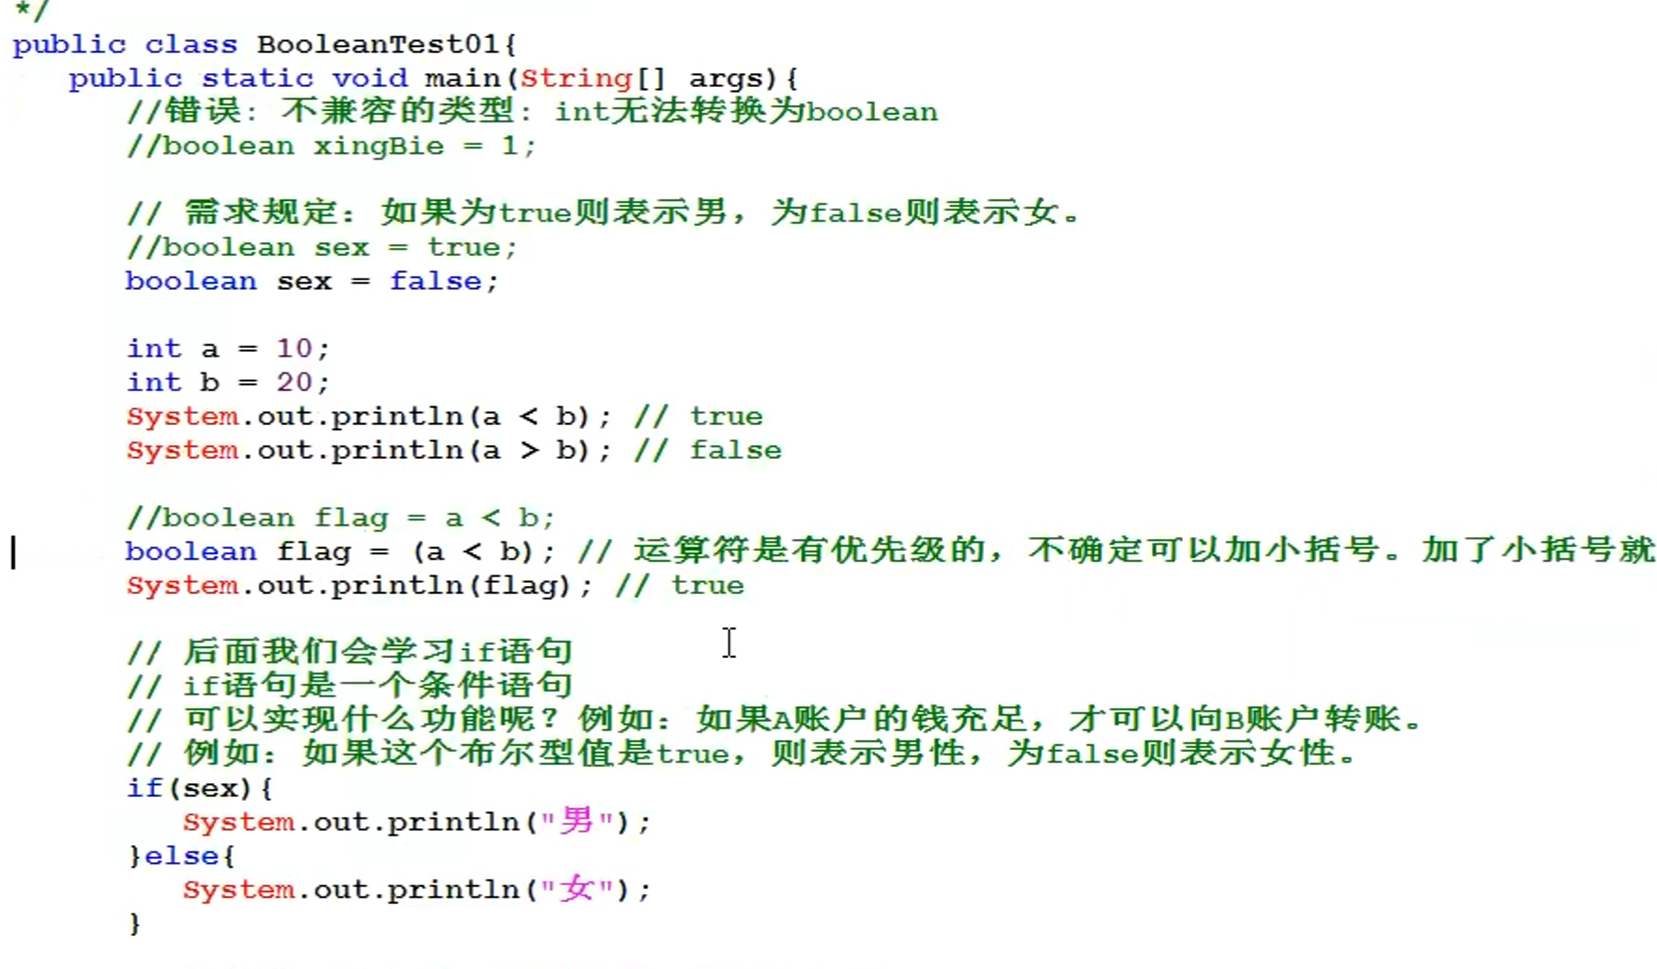 */
public class BooleanTest01{
public static void main(String[] args){
//错误: 不兼容的类型: int无法转换为boolean
//boolean xingBie = 1;
// 需求规定：如果为true则表示男，为false则表示女。
//boolean sex = true;
boolean sex = false;
int a = 10;
int b = 20;
System.out.println(a < b); // true
System.out.println(a > b); // false
//boolean flag = a < b;
boolean flag = (a < b); // 运算符是有优先级的，不确定可以加小括号。加了小括号就
System.out.println(flag); // true
// 后面我们会学习if语句
// if语句是一个条件语句
// 可以实现什么功能呢？例如：如果A账户的钱充足，才可以向B账户转账。
// 例如：如果这个布尔型值是true，则表示男性，为false则表示女性。
if(sex){
System.out.println("男");
}else{
System.out.println("女");
}